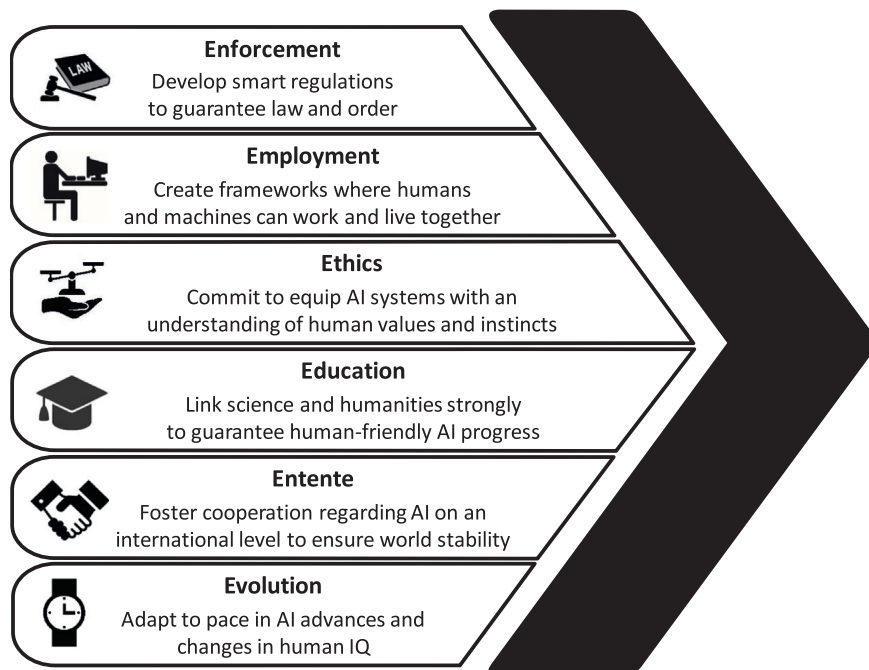 LAW
Enforcement
Develop smart regulations
to guarantee law and order
Employment
Create frameworks where humans
and machines can work and live together
Ethics
Commit to equip AI systems with an
understanding of human values and instincts
Education
Link science and humanities strongly
to guarantee human-friendly AI progress
Entente
Foster cooperation regarding AI on an
international level to ensure world stability
Evolution
Adapt to pace in AI advances and
changes in human IQ